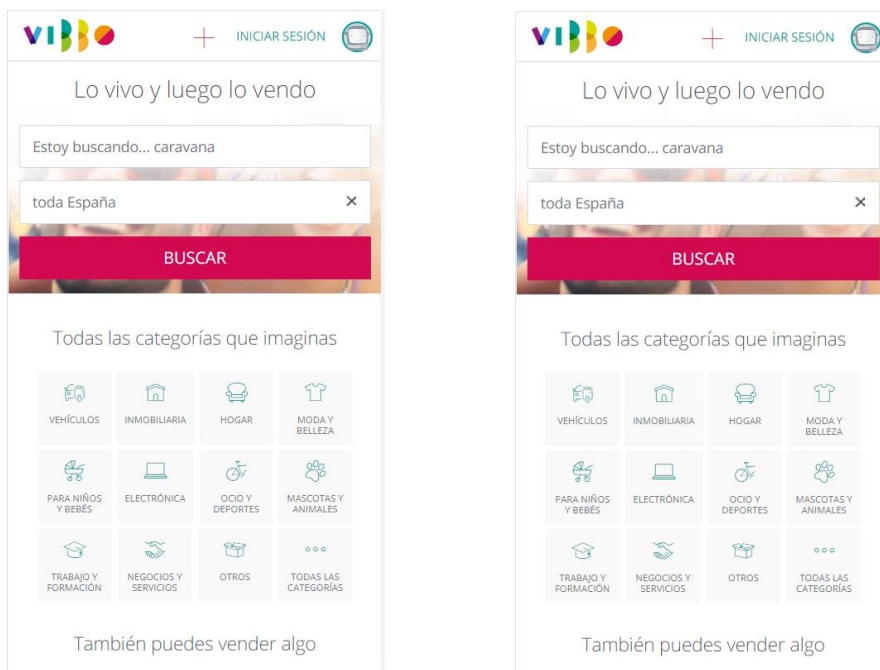 VIBBO
INICIAR SESIÓN
Lo vivo y luego lo vendo
Estoy buscando... caravana
toda España ×
BUSCAR
Todas las categorías que imaginas
VEHÍCULOS INMOBILIARIA HOGAR MODA Y
BELLEZA
PARA NIÑOS ELECTRÓNICA OCIO Y MASCOTAS Y
Y BEBÉS DEPORTES ANIMALES
TRABAJO Y NEGOCIOS Y OTROS TODAS LAS
FORMACIÓN SERVICIOS CATEGORÍAS
También puedes vender algo
VIBBO
INICIAR SESIÓN
Lo vivo y luego lo vendo
Estoy buscando... caravana
toda España ×
BUSCAR
Todas las categorías que imaginas
VEHÍCULOS INMOBILIARIA HOGAR MODA Y
BELLEZA
PARA NIÑOS ELECTRÓNICA OCIO Y MASCOTAS Y
Y BEBÉS DEPORTES ANIMALES
TRABAJO Y NEGOCIOS Y OTROS TODAS LAS
FORMACIÓN SERVICIOS CATEGORÍAS
También puedes vender algo